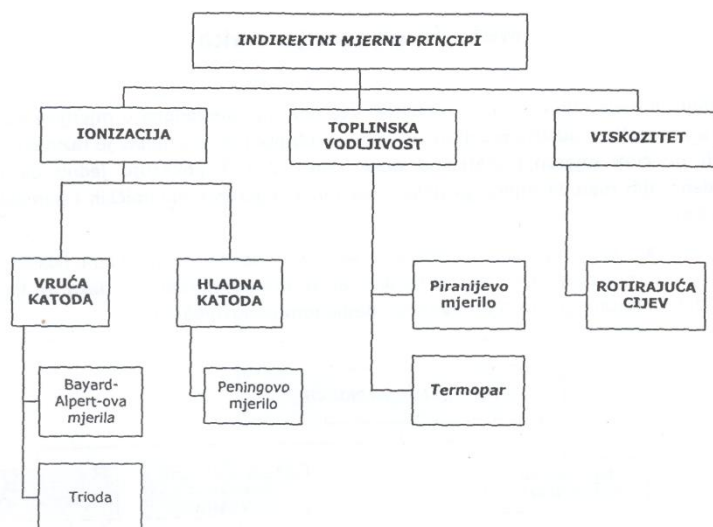 INDIREKTNI MJERNI PRINCIPI
IONIZACIJA
TOPLINSKA
VODLJIVOST
VISKOZITET
VRUĆA
KATODA
HLADNA
KATODA
Piranijevo
mjerilo
ROTIRAJUĆA
CIJEV
Bayard-
Alpert-ova
mjerila
Peningovo
mjerilo
Termopar
Trioda